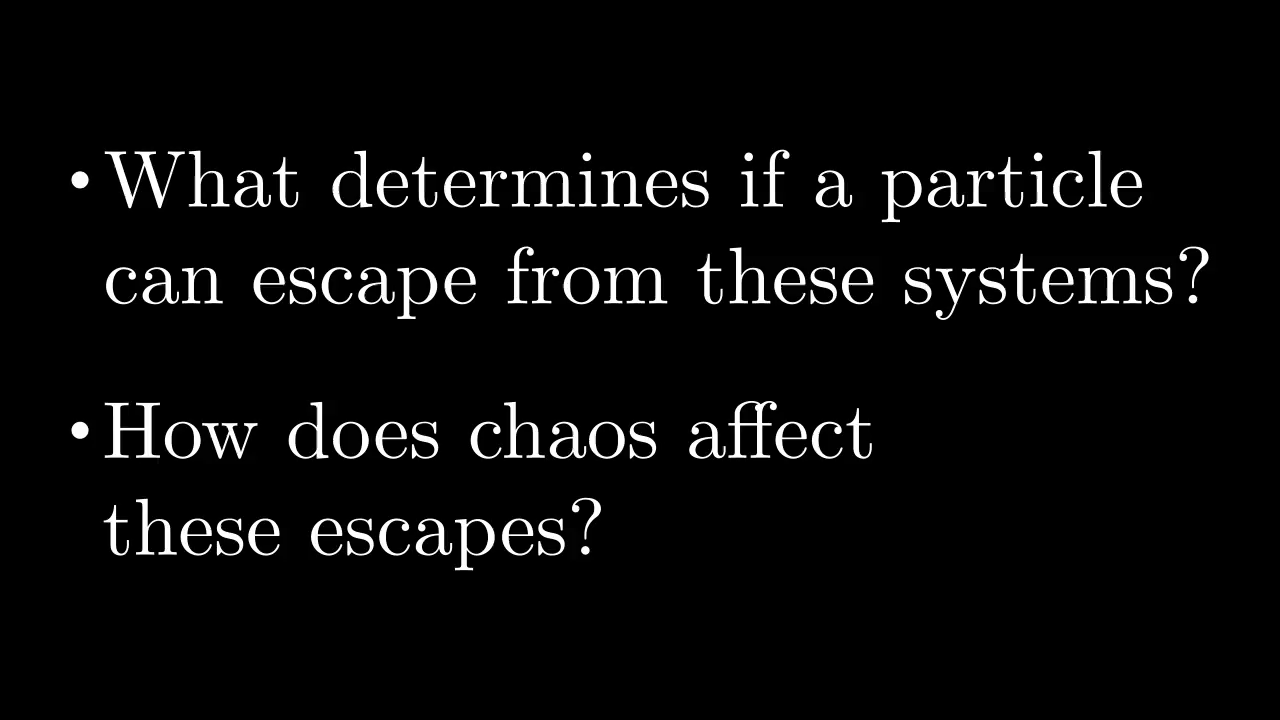 • What determines if a particle
can escape from these systems?
• How does chaos affect
these escapes?